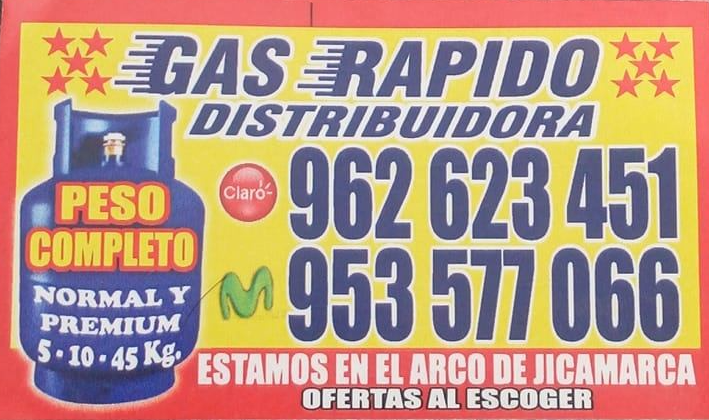 GAS RAPIDO
DISTRIBUIDORA
PESO
COMPLETO
NORMAL Y
PREMIUM
5-10-45 Kg.
Claro
962 623 451
M
953 577 066
ESTAMOS EN EL ARCO DE JICAMARCA
OFERTAS AL ESCOGER